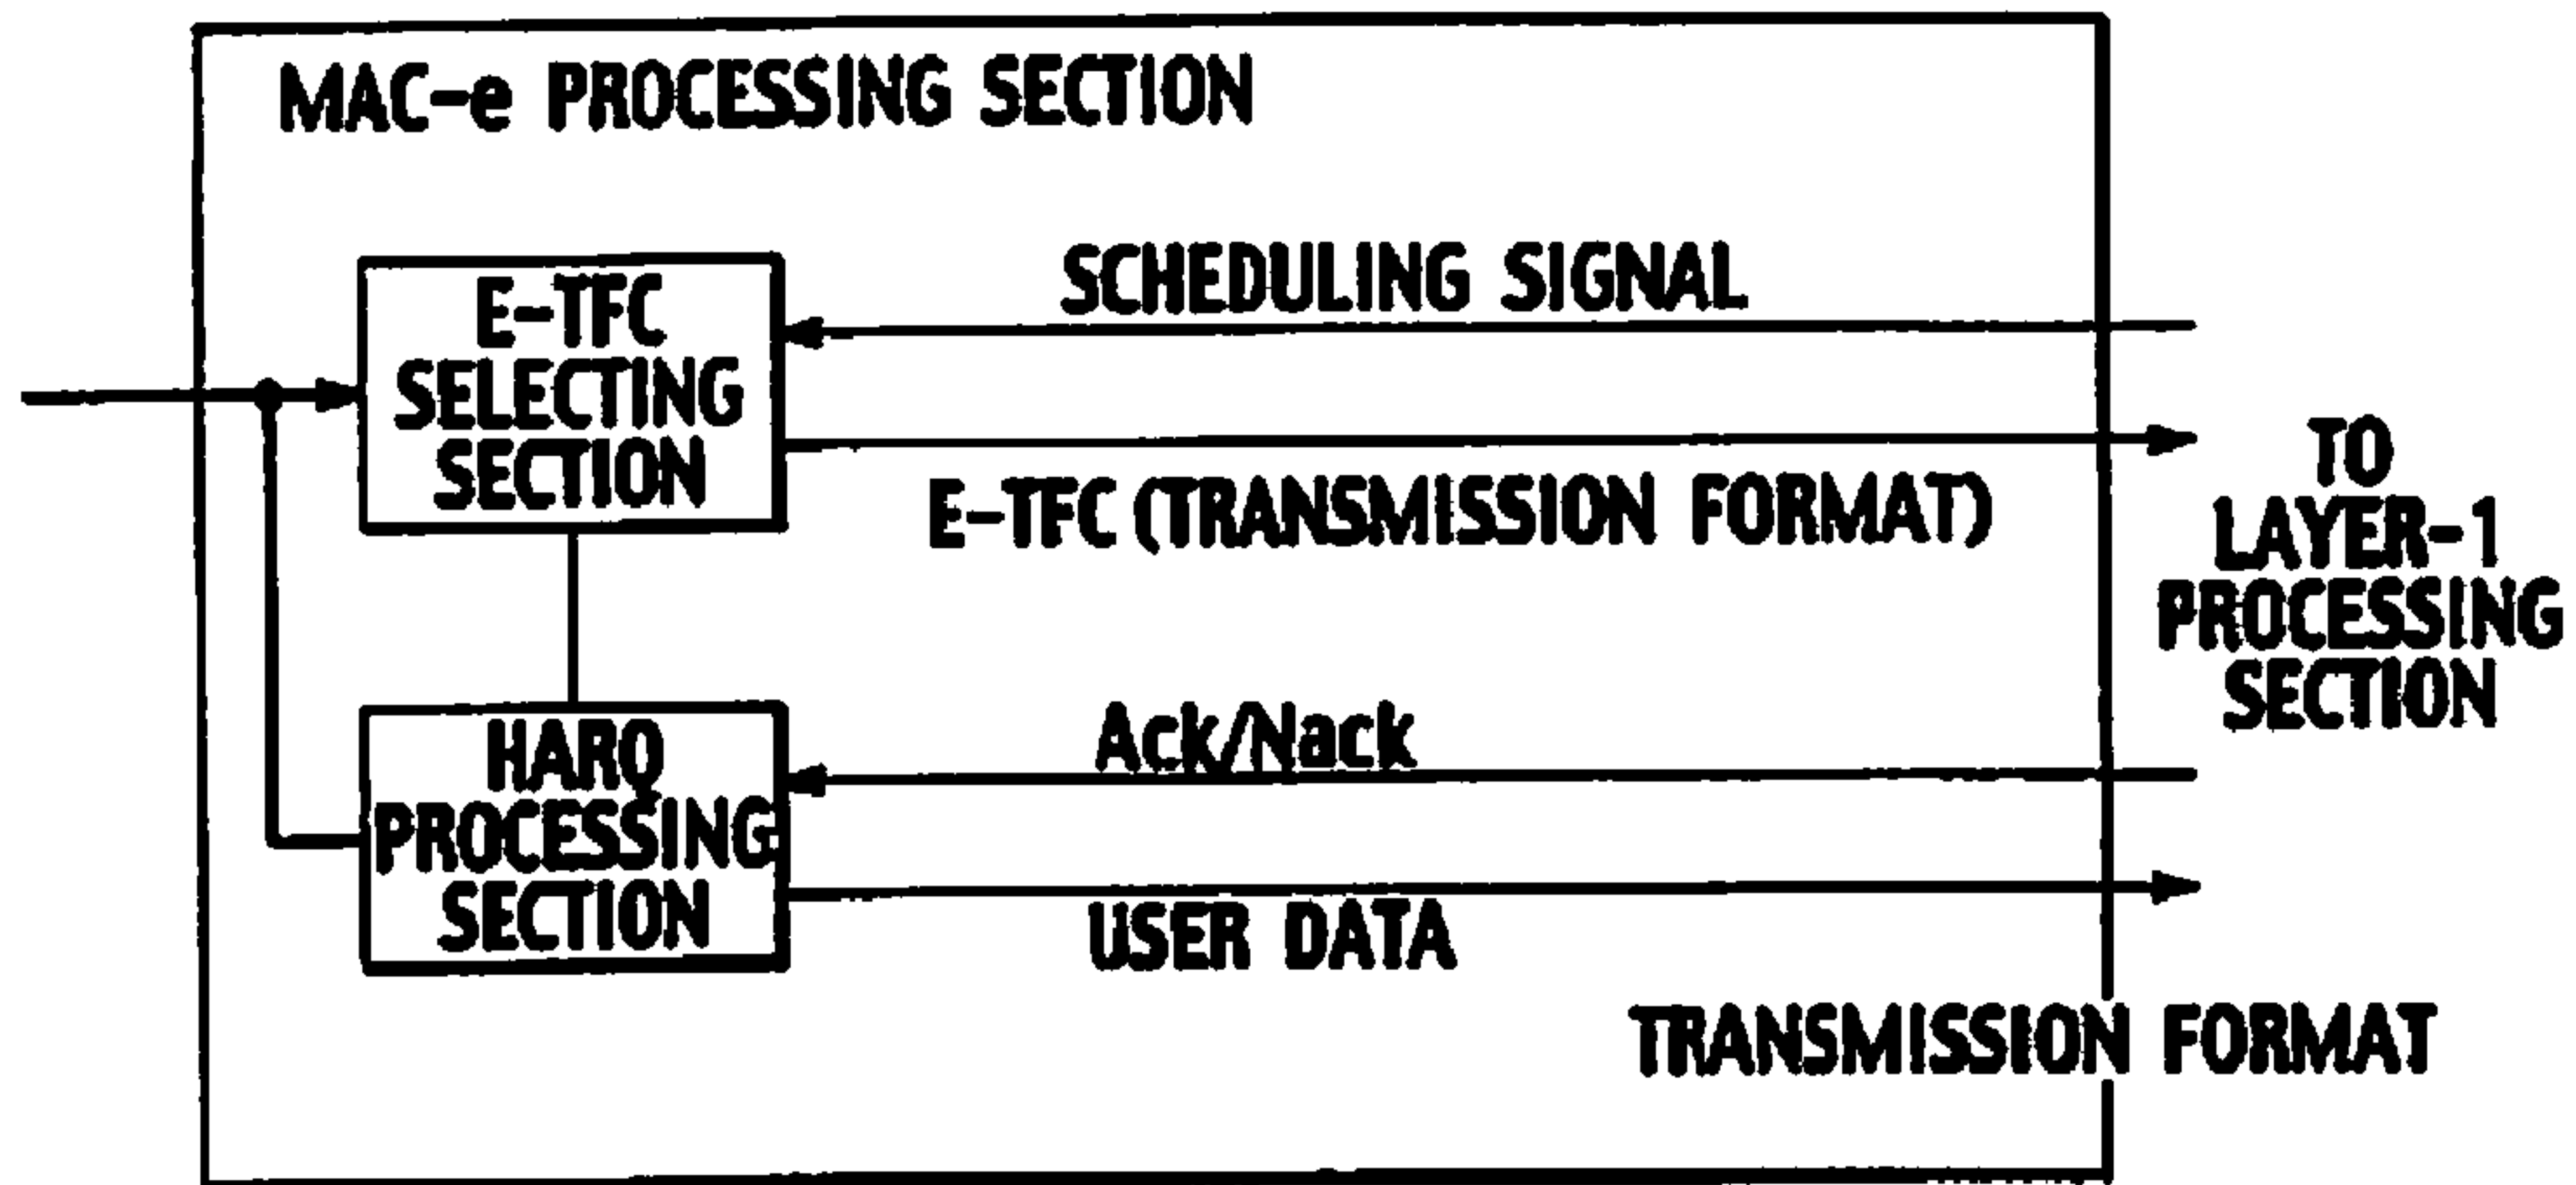 MAC-e PROCESSING SECTION
SCHEDULING SIGNAL
E-TFC
SELECTING
SECTION
E-TFC (TRANSMISSION FORMAT)
TO
LAYER-1
PROCESSING
SECTION
Ack/Nack
HARQ
PROCESSING
SECTION
USER DATA
TRANSMISSION FORMAT